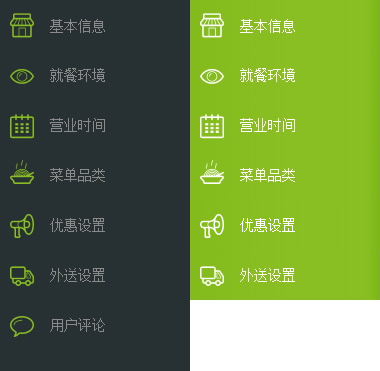 基本信息
就餐环境
营业时间
菜单品类
优惠设置
外送设置
用户评论
基本信息
就餐环境
营业时间
菜单品类
优惠设置
外送设置